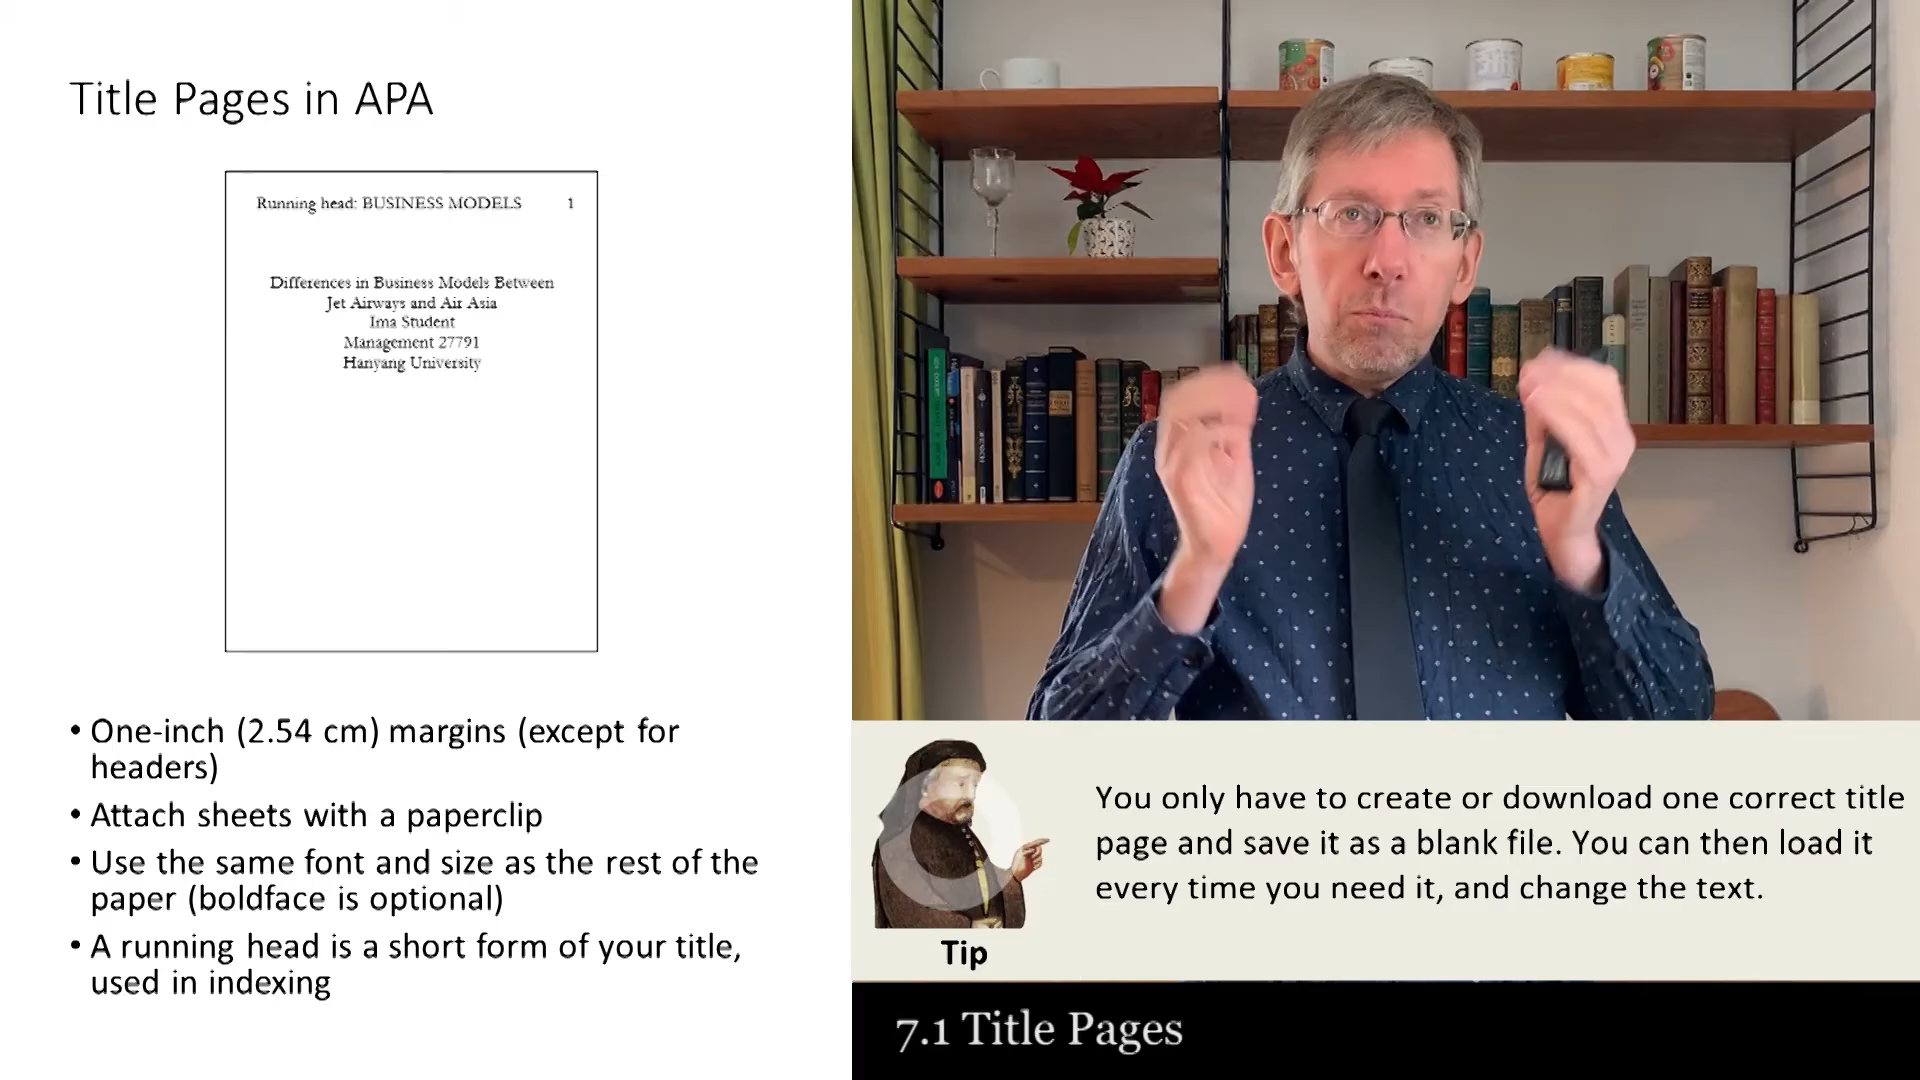 Title Pages in APA
Running head: BUSINESS MODELS 1
Differences in Business Models Between
Jet Airways and Air Asia
Ima Student
Management 27791
Hanyang University
• One-inch (2.54 cm) margins (except for
headers)
• Attach sheets with a paperclip
• Use the same font and size as the rest of the
paper (boldface is optional)
• A running head is a short form of your title,
used in indexing
You only have to create or download one correct title
page and save it as a blank file. You can then load it
every time you need it, and change the text.
Tip
7.1 Title Pages